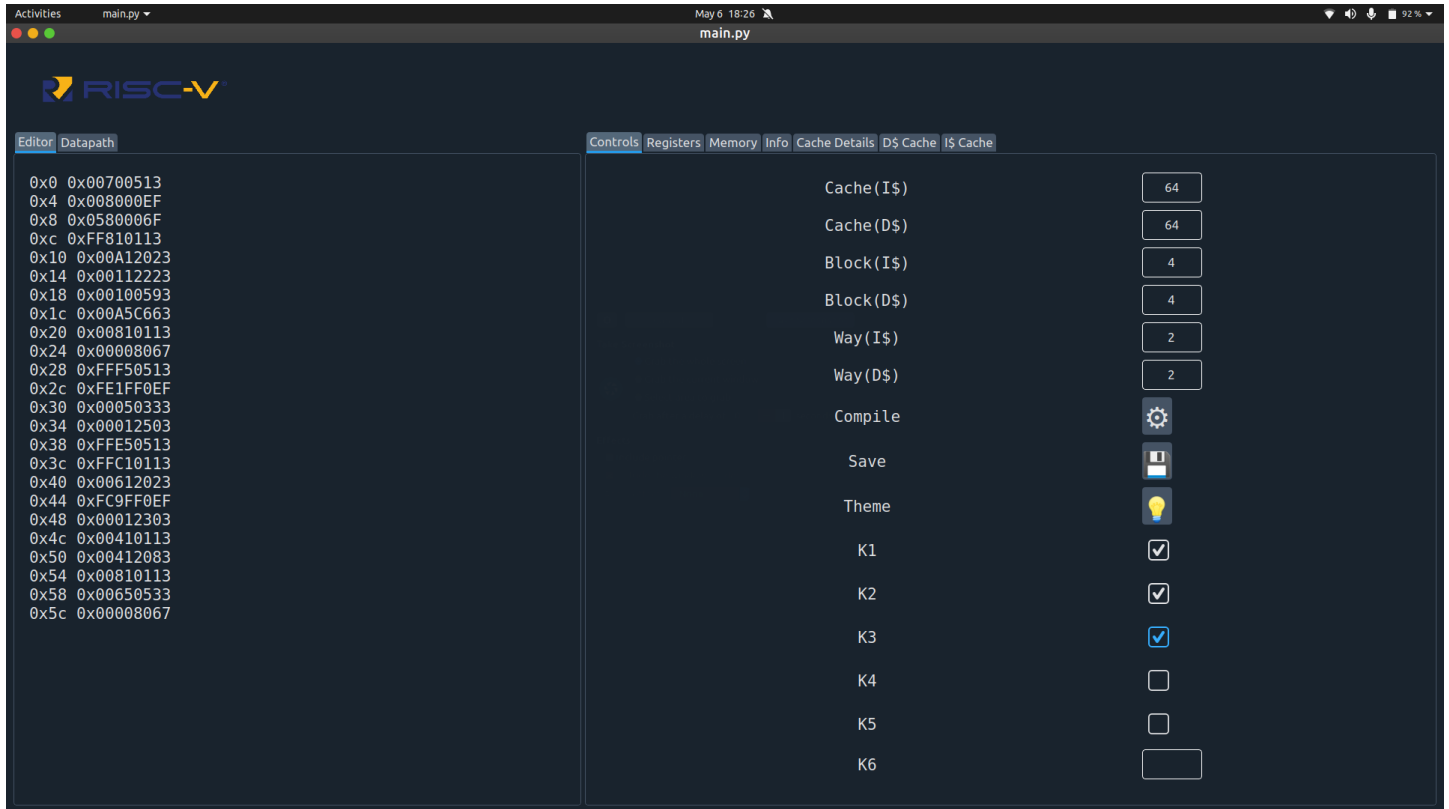 Activities main.py May 6 18:26 92 %
main.py
RISC-V
Editor Datapath
Controls Registers Memory Info Cache Details D$ Cache I$ Cache
0x0 0x00700513
0x4 0x008000EF
0x8 0x0580006F
0xc 0xFF810113
0x10 0x00A12023
0x14 0x00112223
0x18 0x00100593
0x1c 0x00A5C663
0x20 0x00810113
0x24 0x00008067
0x28 0xFFF50513
0x2c 0xFE1FF0EF
0x30 0x00050333
0x34 0x00012503
0x38 0xFFE50513
0x3c 0xFFC10113
0x40 0x00612023
0x44 0xFC9FF0EF
0x48 0x00012303
0x4c 0x00410113
0x50 0x00412083
0x54 0x00810113
0x58 0x00650533
0x5c 0x00008067
Cache(I$) 64
Cache(D$) 64
Block(I$) 4
Block(D$) 4
Way(I$) 2
Way(D$) 2
Compile
Save
Theme
K1
K2
K3
K4
K5
K6